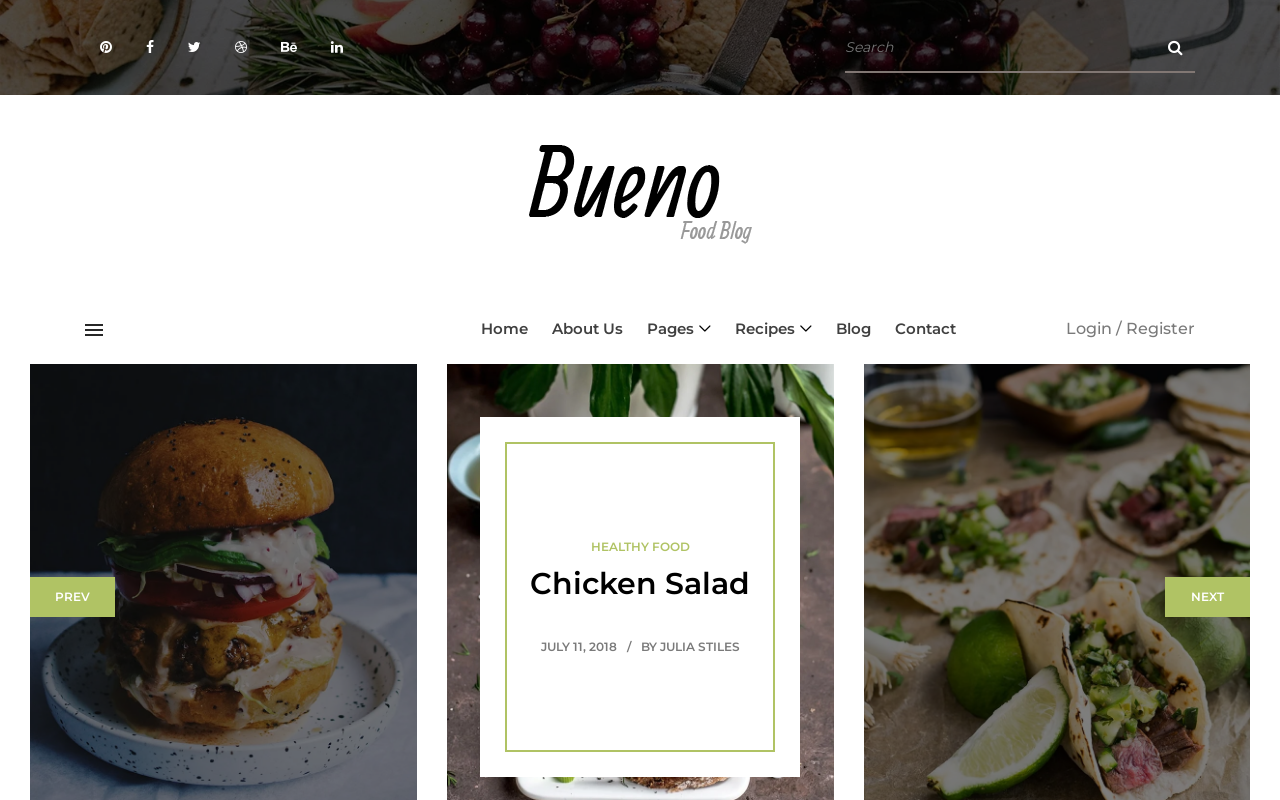 Bē
Search
Bueno
Food Blog
Home About Us Pages Recipes Blog Contact Login / Register
HEALTHY FOOD
Chicken Salad
PREV
NEXT
JULY 11, 2018 / BY JULIA STILES